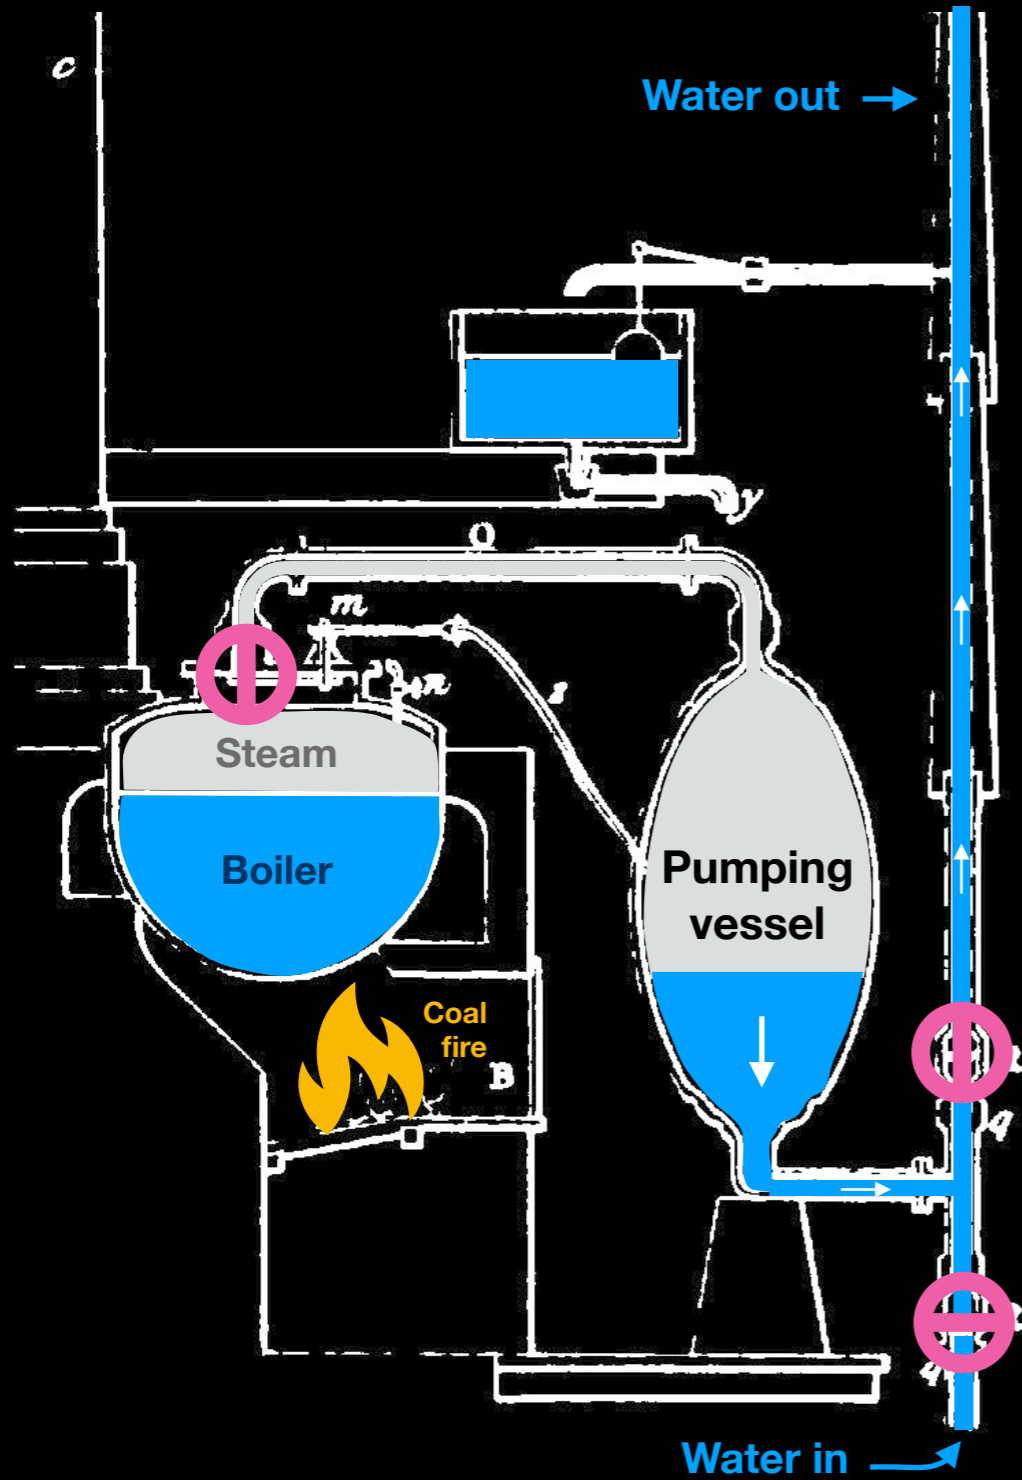 c
Water out
y
O
m
n
s
Steam
Boiler
Pumping
vessel
Coal
fire
B
q
q
Water in